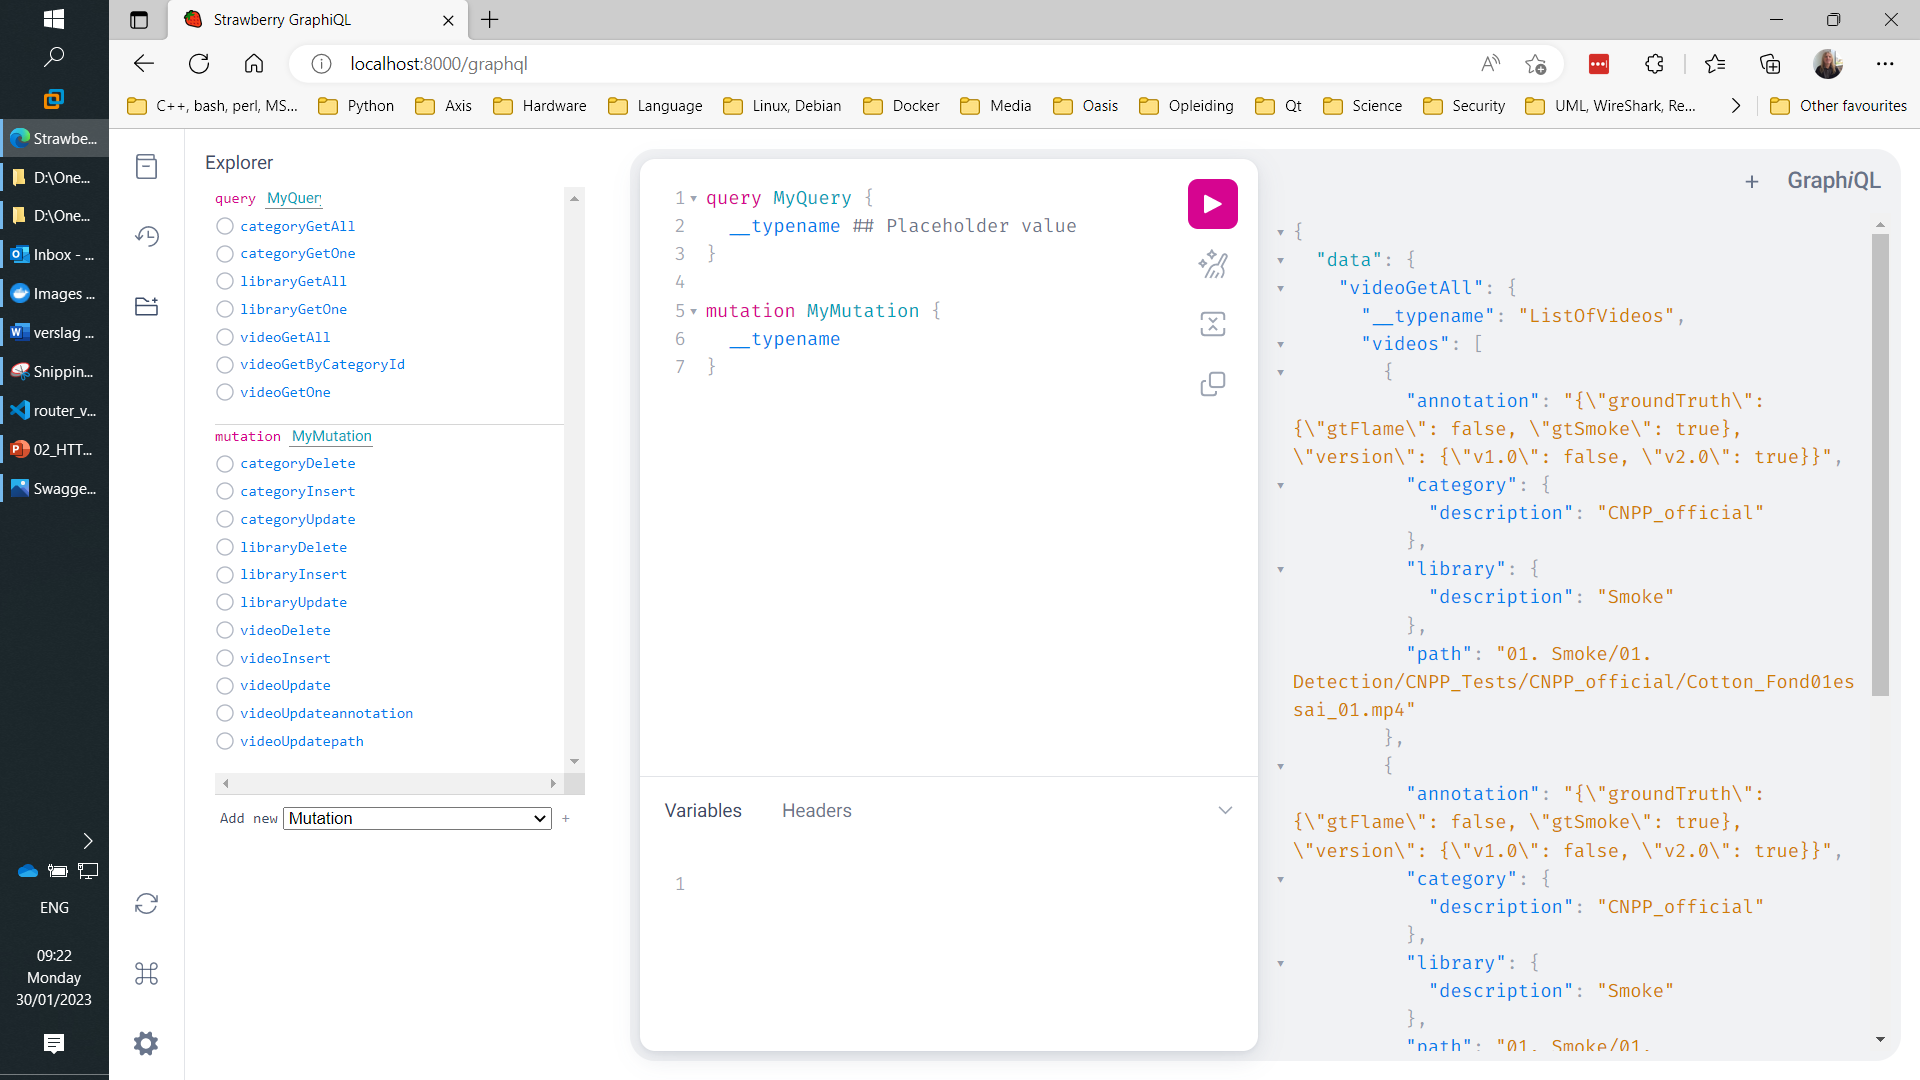 Strawberry GraphiQL
localhost:8000/graphql
C++, bash, perl, MS...
Python
Axis
Hardware
Language
Linux, Debian
Docker
Media
Oasis
Opleiding
Qt
Science
Security
UML, WireShark, Re...
Other favourites
Strawbe...
D:\One...
D:\One...
Inbox - ...
Images ...
verslag ...
Snippin...
router_v...
02_HTT...
Swagge...
ENG
09:22
Monday
30/01/2023
Explorer
query MyQuery
categoryGetAll
categoryGetOne
libraryGetAll
libraryGetOne
videoGetAll
videoGetByCategoryId
videoGetOne
mutation MyMutation
categoryDelete
categoryInsert
categoryUpdate
libraryDelete
libraryInsert
libraryUpdate
videoDelete
videoInsert
videoUpdate
videoUpdateannotation
videoUpdatepath
Add new Mutation +
1 query MyQuery {
2 __typename ## Placeholder value
3 }
4
5 mutation MyMutation {
6 __typename
7 }
Variables Headers
1
+ GraphiQL
{
"data": {
"videoGetAll": {
"__typename": "ListOfVideos",
"videos": [
{
"annotation": "{\"groundTruth\":
{\"gtFlame\": false, \"gtSmoke\": true},
\"version\": {\"v1.0\": false, \"v2.0\": true}}",
"category": {
"description": "CNPP_official"
},
"library": {
"description": "Smoke"
},
"path": "01. Smoke/01.
Detection/CNPP_Tests/CNPP_official/Cotton_Fond01es
sai_01.mp4"
},
{
"annotation": "{\"groundTruth\":
{\"gtFlame\": false, \"gtSmoke\": true},
\"version\": {\"v1.0\": false, \"v2.0\": true}}",
"category": {
"description": "CNPP_official"
},
"library": {
"description": "Smoke"
},
"path": "01. Smoke/01.